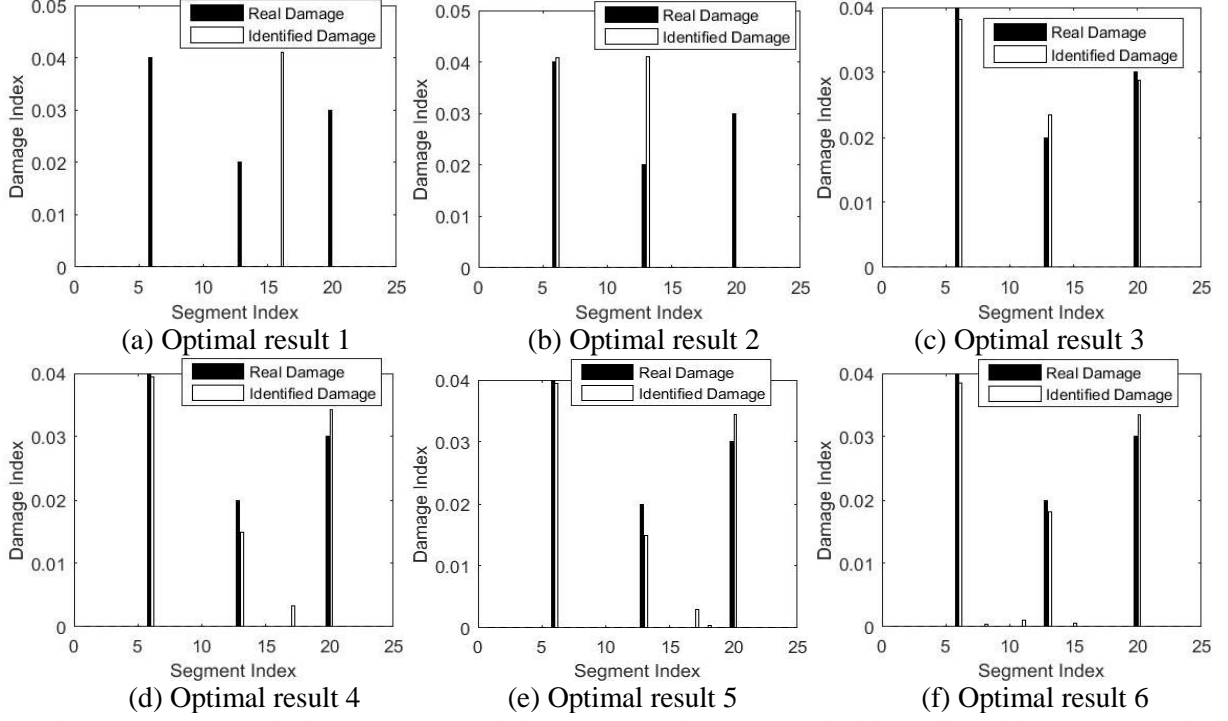 Real Damage
Identified Damage
Damage Index
0.05
0.04
0.03
0.02
0.01
0
0 5 10 15 20 25
Segment Index
(a) Optimal result 1
Real Damage
Identified Damage
Damage Index
0.05
0.04
0.03
0.02
0.01
0
0 5 10 15 20 25
Segment Index
(b) Optimal result 2
Real Damage
Identified Damage
Damage Index
0.04
0.03
0.02
0.01
0
0 5 10 15 20 25
Segment Index
(c) Optimal result 3
Real Damage
Identified Damage
Damage Index
0.04
0.03
0.02
0.01
0
0 5 10 15 20 25
Segment Index
(d) Optimal result 4
Real Damage
Identified Damage
Damage Index
0.04
0.03
0.02
0.01
0
0 5 10 15 20 25
Segment Index
(e) Optimal result 5
Real Damage
Identified Damage
Damage Index
0.04
0.03
0.02
0.01
0
0 5 10 15 20 25
Segment Index
(f) Optimal result 6